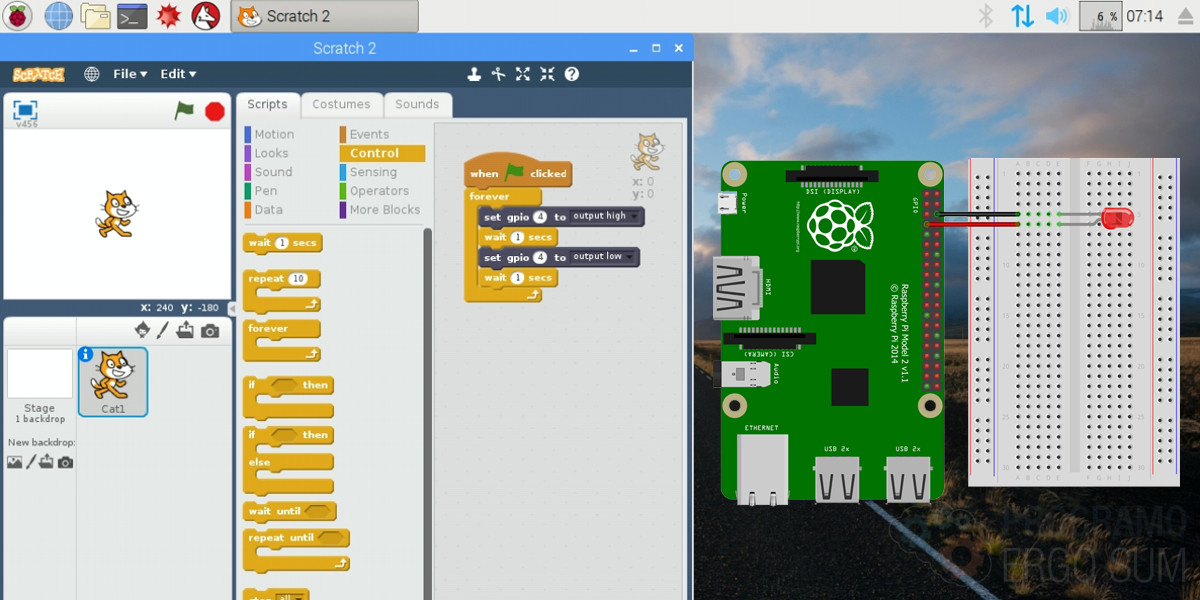 Scratch 2
6 %
07:14
Scratch 2
SCRATCH
File
Edit
v456
x: 240 y: -180
Stage
1 backdrop
New backdrop:
i
Cat1
Scripts
Costumes
Sounds
Motion
Looks
Sound
Pen
Data
Events
Control
Sensing
Operators
More Blocks
wait 1 secs
repeat 10
forever
if then
if then
else
wait until
repeat until
when clicked
forever
set gpio 4 to output high
wait 1 secs
set gpio 4 to output low
wait 1 secs
x: 0
y: 0
DSI (DISPLAY)
Power
GPIO
HDMI
Raspberry Pi Model 2 v1.1
© Raspberry Pi 2014
CSI (CAMERA)
Audio
ETHERNET
USB 2x
USB 2x
A B C D E
F G H I J
PROGRAMO
ERGO SUM